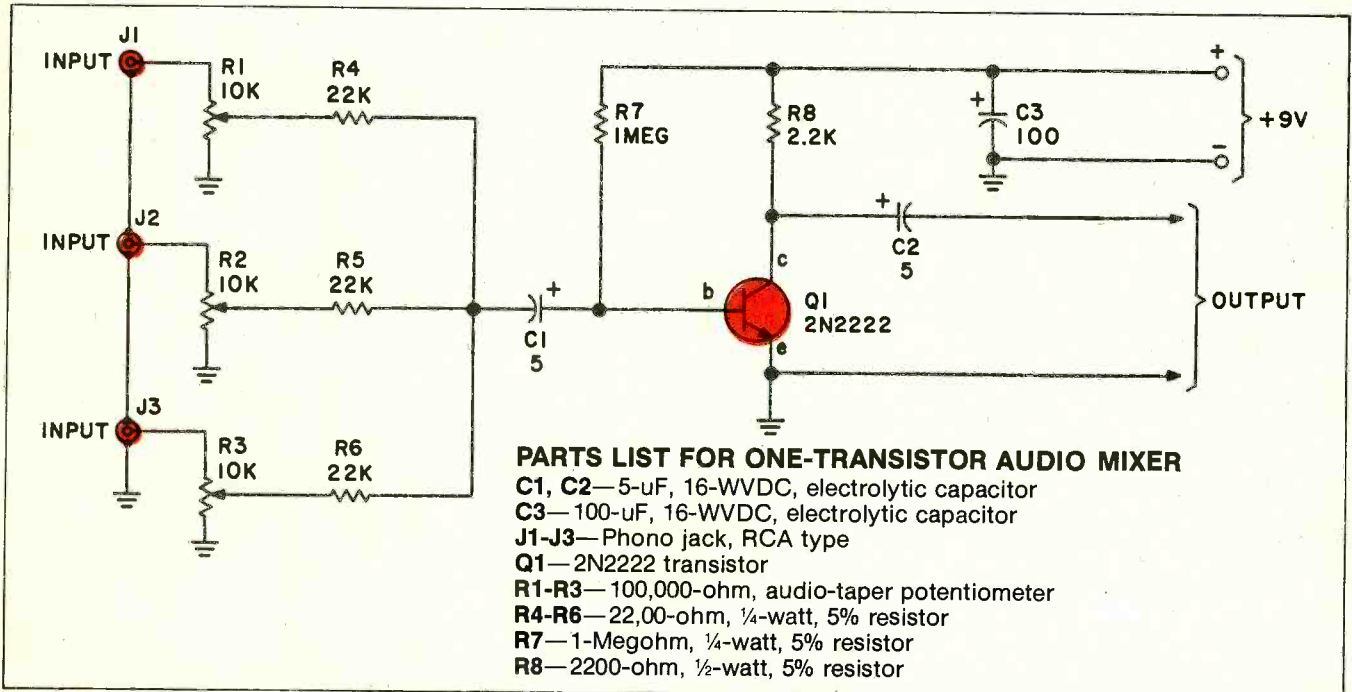 J1
INPUT
R1
10K
R4
22K
J2
INPUT
R2
10K
R5
22K
J3
INPUT
R3
10K
R6
22K
C1
5
+
R7
1MEG
R8
2.2K
+
C3
100
+
-
+9V
+
C2
5
b
c
e
Q1
2N2222
OUTPUT
PARTS LIST FOR ONE-TRANSISTOR AUDIO MIXER
C1, C2—5-uF, 16-WVDC, electrolytic capacitor
C3—100-uF, 16-WVDC, electrolytic capacitor
J1-J3—Phono jack, RCA type
Q1—2N2222 transistor
R1-R3—100,000-ohm, audio-taper potentiometer
R4-R6—22,00-ohm, ¼-watt, 5% resistor
R7—1-Megohm, ¼-watt, 5% resistor
R8—2200-ohm, ½-watt, 5% resistor